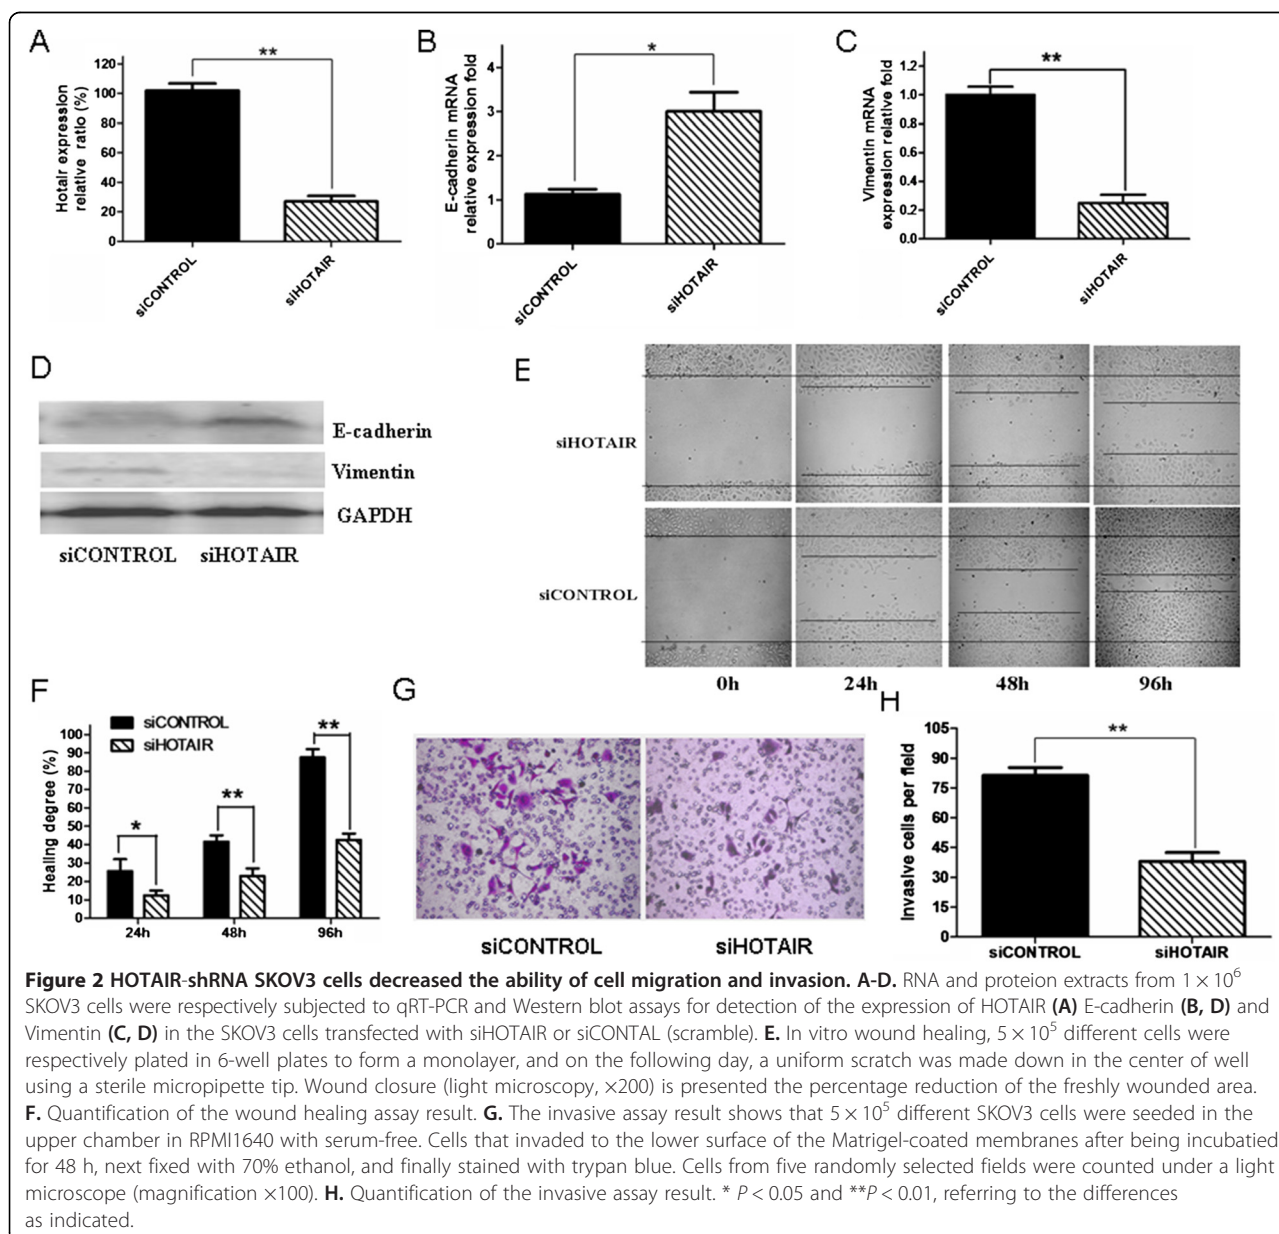 A
Hotair expression
relative ratio (%)
120
100
80
60
40
20
0
**
siCONTROL
siHOTAIR
B
E-cadherin mRNA
relative expression fold
4
3
2
1
0
*
siCONTROL
siHOTAIR
C
Vimentin mRNA
expression relative fold
1.2
1.0
0.8
0.6
0.4
0.2
0.0
**
siCONTROL
siHOTAIR
D
E-cadherin
Vimentin
GAPDH
siCONTROL siHOTAIR
E
siHOTAIR
siCONTROL
0h 24h 48h 96h
F
siCONTROL
siHOTAIR
Healing degree (%)
100
90
80
70
60
50
40
30
20
10
0
*
**
**
24h 48h 96h
G
siCONTROL siHOTAIR
H
Invasive cells per field
105
90
75
60
45
30
15
0
**
siCONTROL siHOTAIR
Figure 2 HOTAIR-shRNA SKOV3 cells decreased the ability of cell migration and invasion. A-D. RNA and proteion extracts from 1 × 10⁶
SKOV3 cells were respectively subjected to qRT-PCR and Western blot assays for detection of the expression of HOTAIR (A) E-cadherin (B, D) and
Vimentin (C, D) in the SKOV3 cells transfected with siHOTAIR or siCONTAL (scramble). E. In vitro wound healing, 5 × 10⁵ different cells were
respectively plated in 6-well plates to form a monolayer, and on the following day, a uniform scratch was made down in the center of well
using a sterile micropipette tip. Wound closure (light microscopy, ×200) is presented the percentage reduction of the freshly wounded area.
F. Quantification of the wound healing assay result. G. The invasive assay result shows that 5 × 10⁵ different SKOV3 cells were seeded in the
upper chamber in RPMI1640 with serum-free. Cells that invaded to the lower surface of the Matrigel-coated membranes after being incubatied
for 48 h, next fixed with 70% ethanol, and finally stained with trypan blue. Cells from five randomly selected fields were counted under a light
microscope (magnification ×100). H. Quantification of the invasive assay result. * P < 0.05 and **P < 0.01, referring to the differences
as indicated.